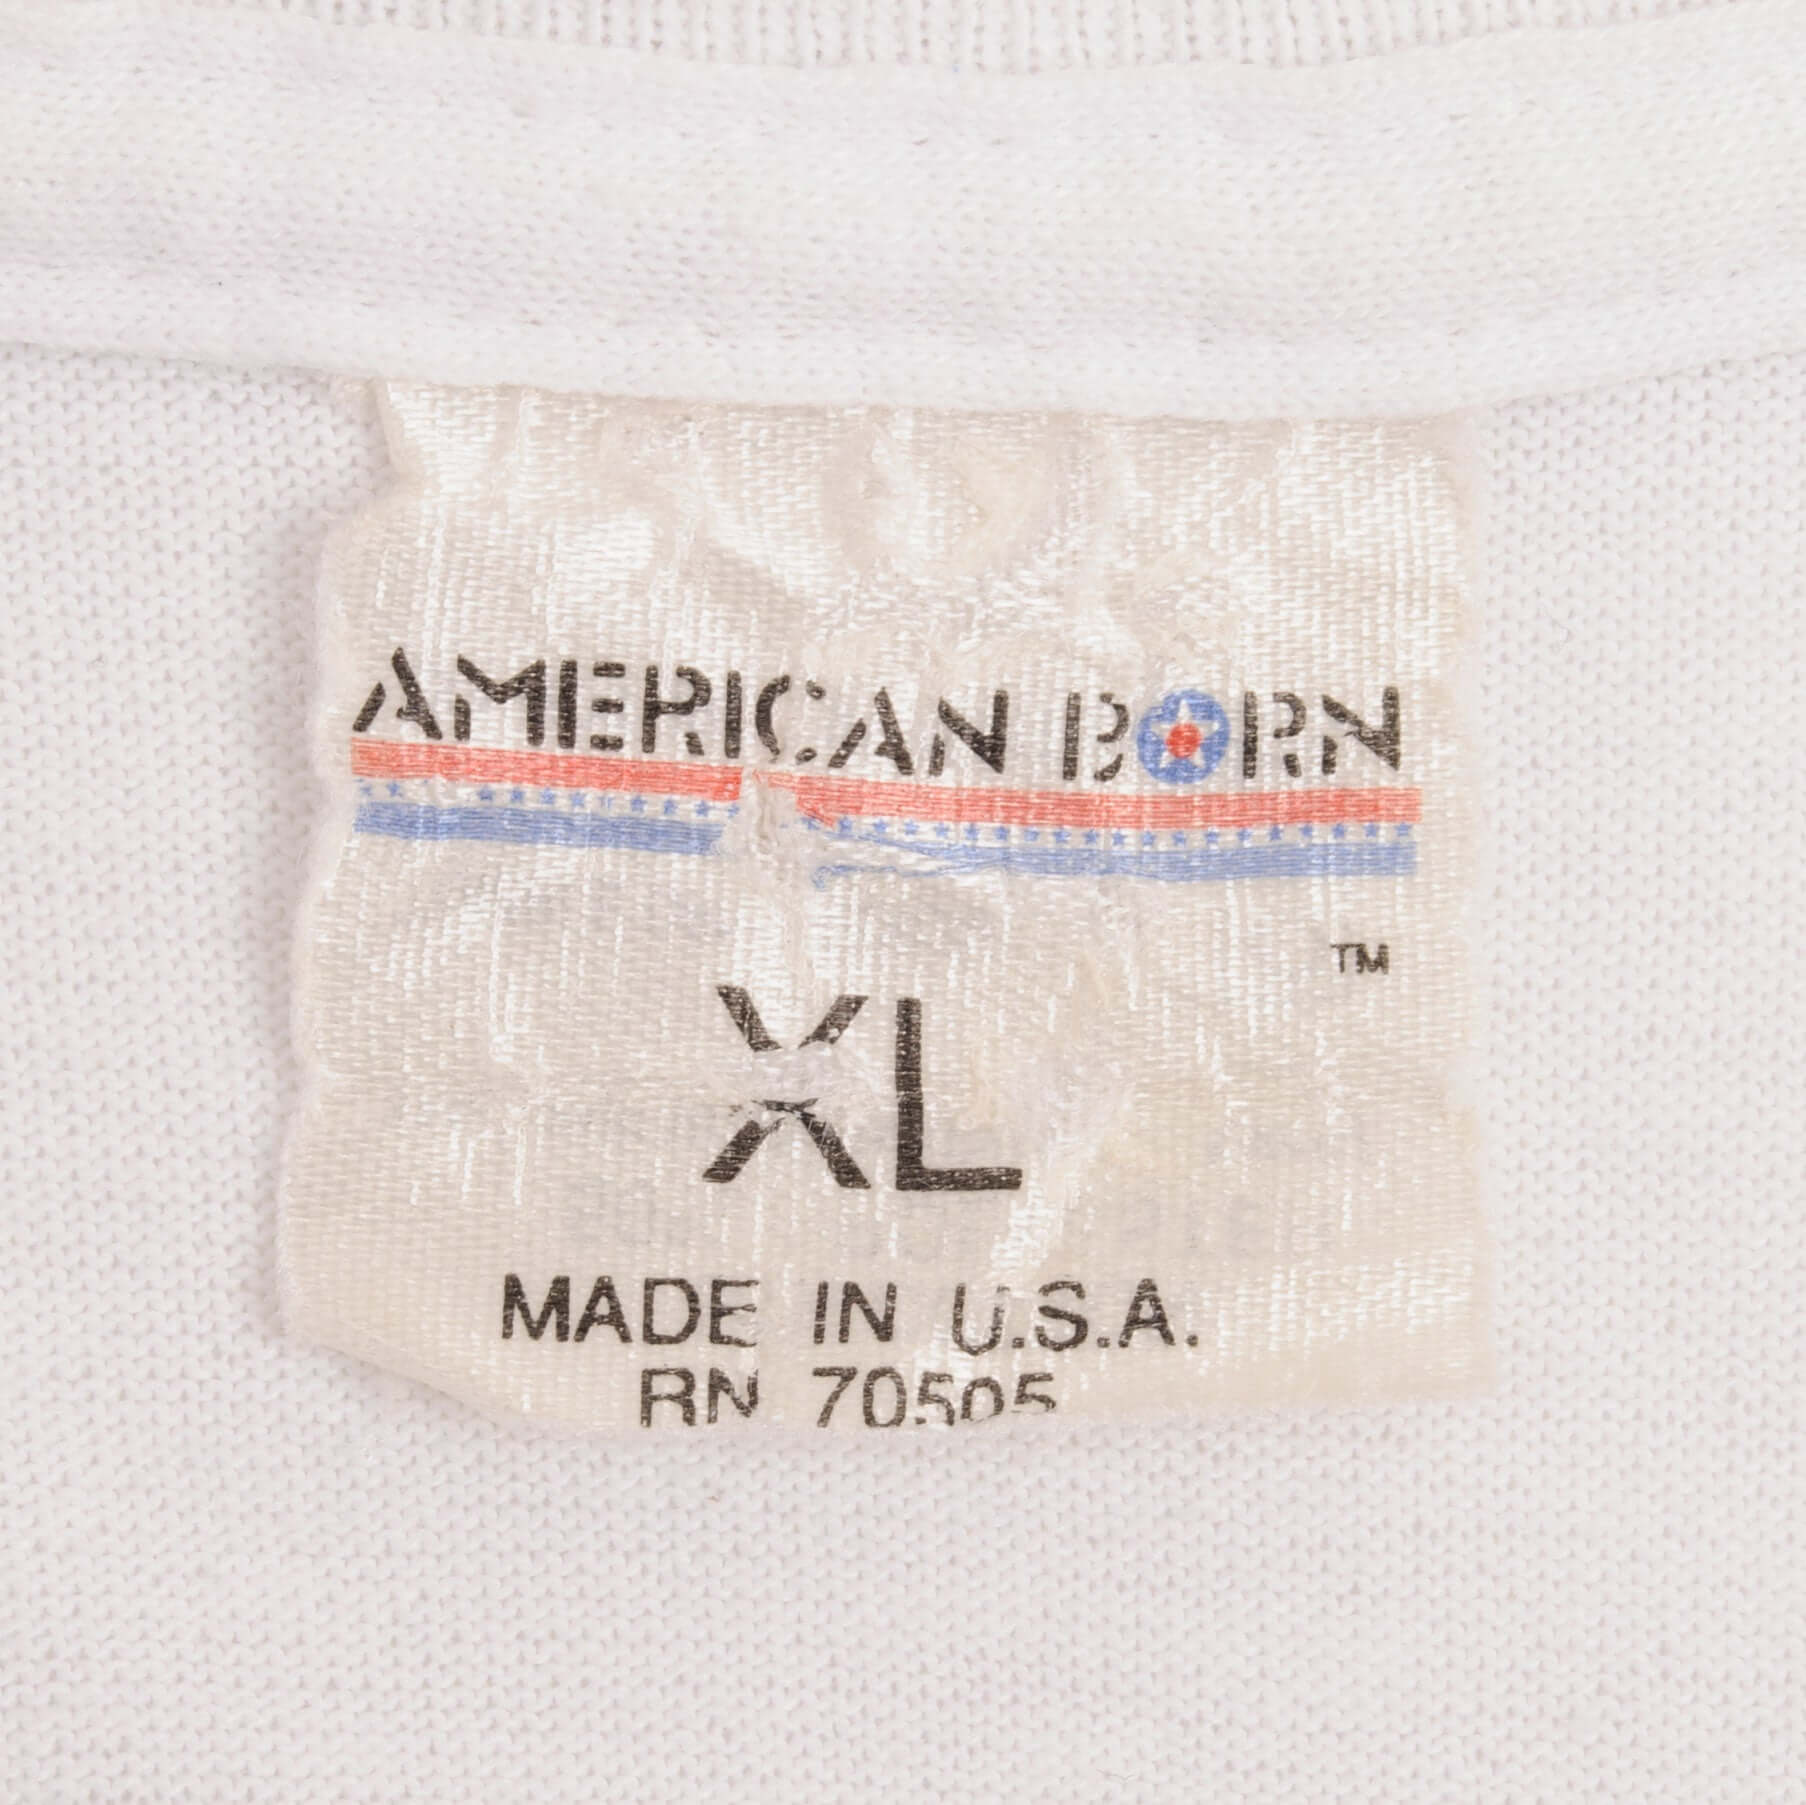 AMERICAN BORN
TM
XL
MADE IN U.S.A.
RN 70505